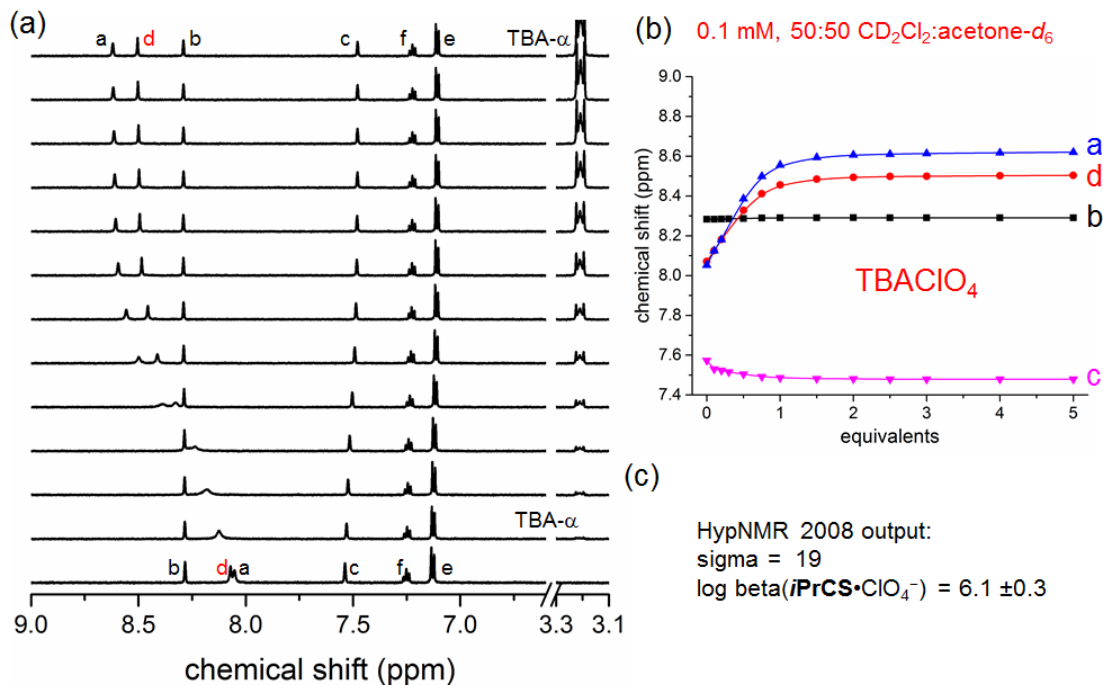 (a)
a d b c f e TBA-α
TBA-α
b d a c f e
9.0 8.5 8.0 7.5 7.0 3.3 3.1
chemical shift (ppm)
(b) 0.1 mM, 50:50 CD₂Cl₂:acetone-d₆
9.0
8.8
8.6
8.4
8.2
8.0
7.6
7.4
chemical shift (ppm)
a
d
b
TBAClO₄
c
0 1 2 3 4 5
equivalents
(c)
HypNMR 2008 output:
sigma = 19
log beta(iPrCS•ClO₄⁻) = 6.1 ±0.3